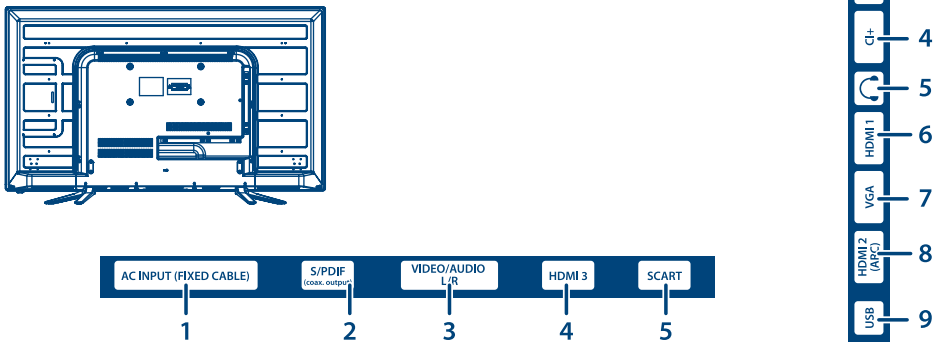 AC INPUT (FIXED CABLE)
S/PDIF
(coax. output)
VIDEO/AUDIO
L/R
HDMI 3
SCART
1
2
3
4
5
CI+
4
5
HDMI 1
6
VGA
7
HDMI 2
(ARC)
8
USB
9